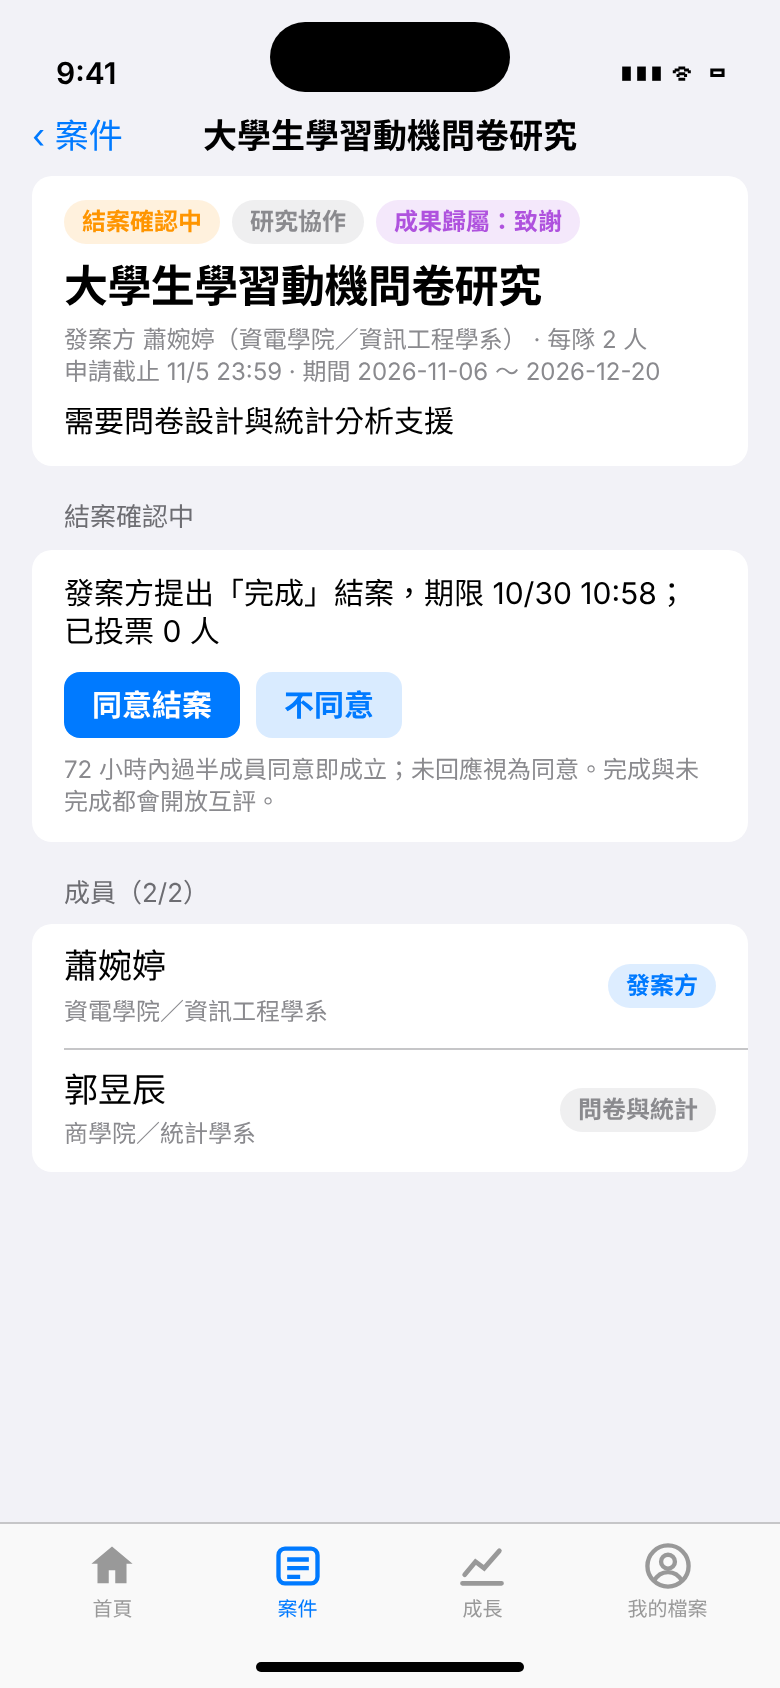 9:41
‹ 案件
大學生學習動機問卷研究
結案確認中
研究協作
成果歸屬：致謝
大學生學習動機問卷研究
發案方 蕭婉婷（資電學院／資訊工程學系） · 每隊 2 人
申請截止 11/5 23:59 · 期間 2026-11-06 ～ 2026-12-20
需要問卷設計與統計分析支援
結案確認中
發案方提出「完成」結案，期限 10/30 10:58；
已投票 0 人
同意結案
不同意
72 小時內過半成員同意即成立；未回應視為同意。完成與未
完成都會開放互評。
成員（2/2）
蕭婉婷
資電學院／資訊工程學系
發案方
郭昱辰
商學院／統計學系
問卷與統計
首頁
案件
成長
我的檔案